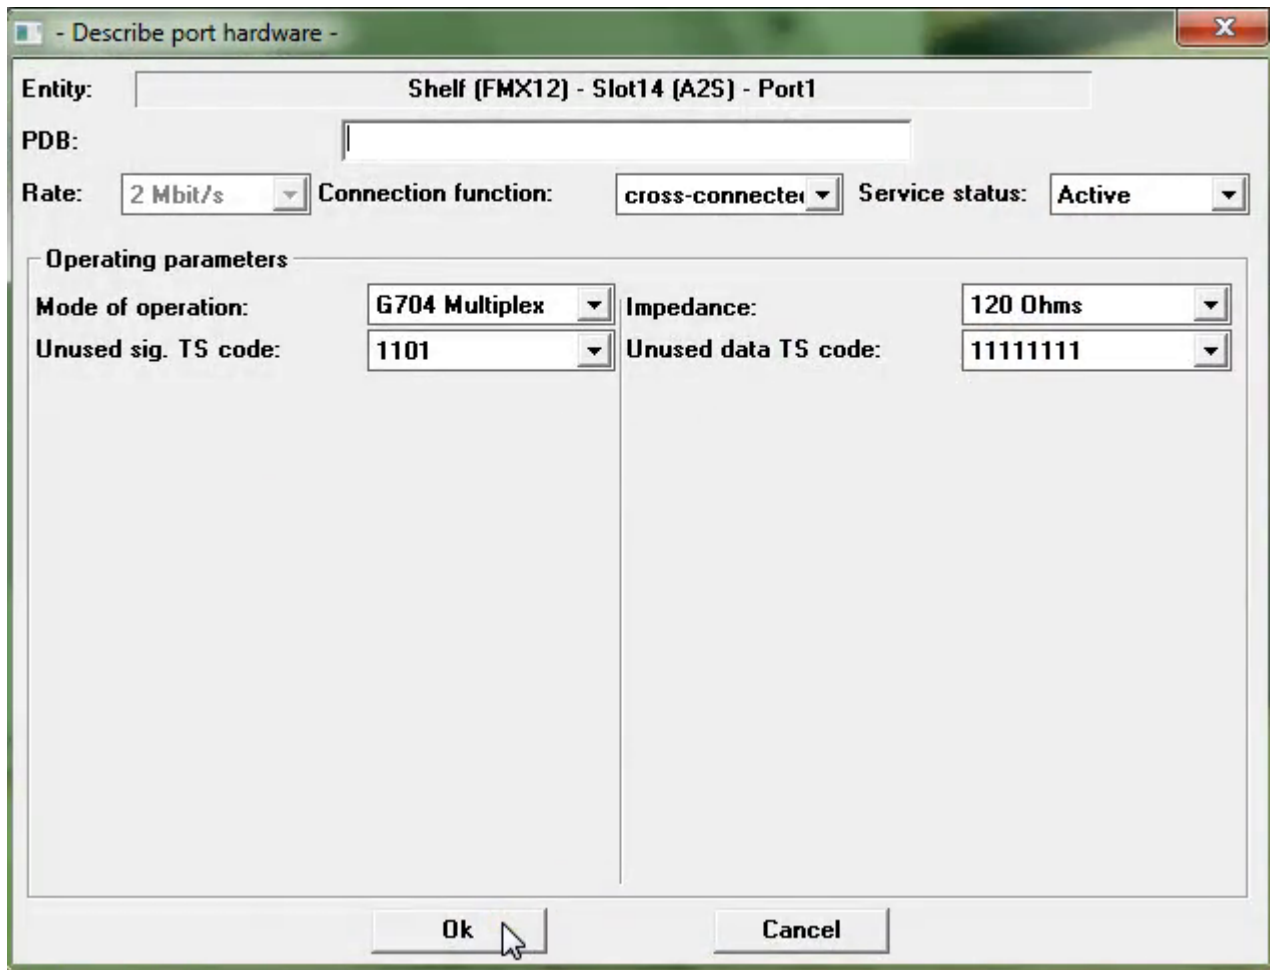 - Describe port hardware -
Entity: Shelf (FMX12) - Slot14 (A2S) - Port1
PDB:
Rate: 2 Mbit/s Connection function: cross-connected Service status: Active
Operating parameters
Mode of operation: G704 Multiplex Impedance: 120 Ohms
Unused sig. TS code: 1101 Unused data TS code: 11111111
Ok Cancel